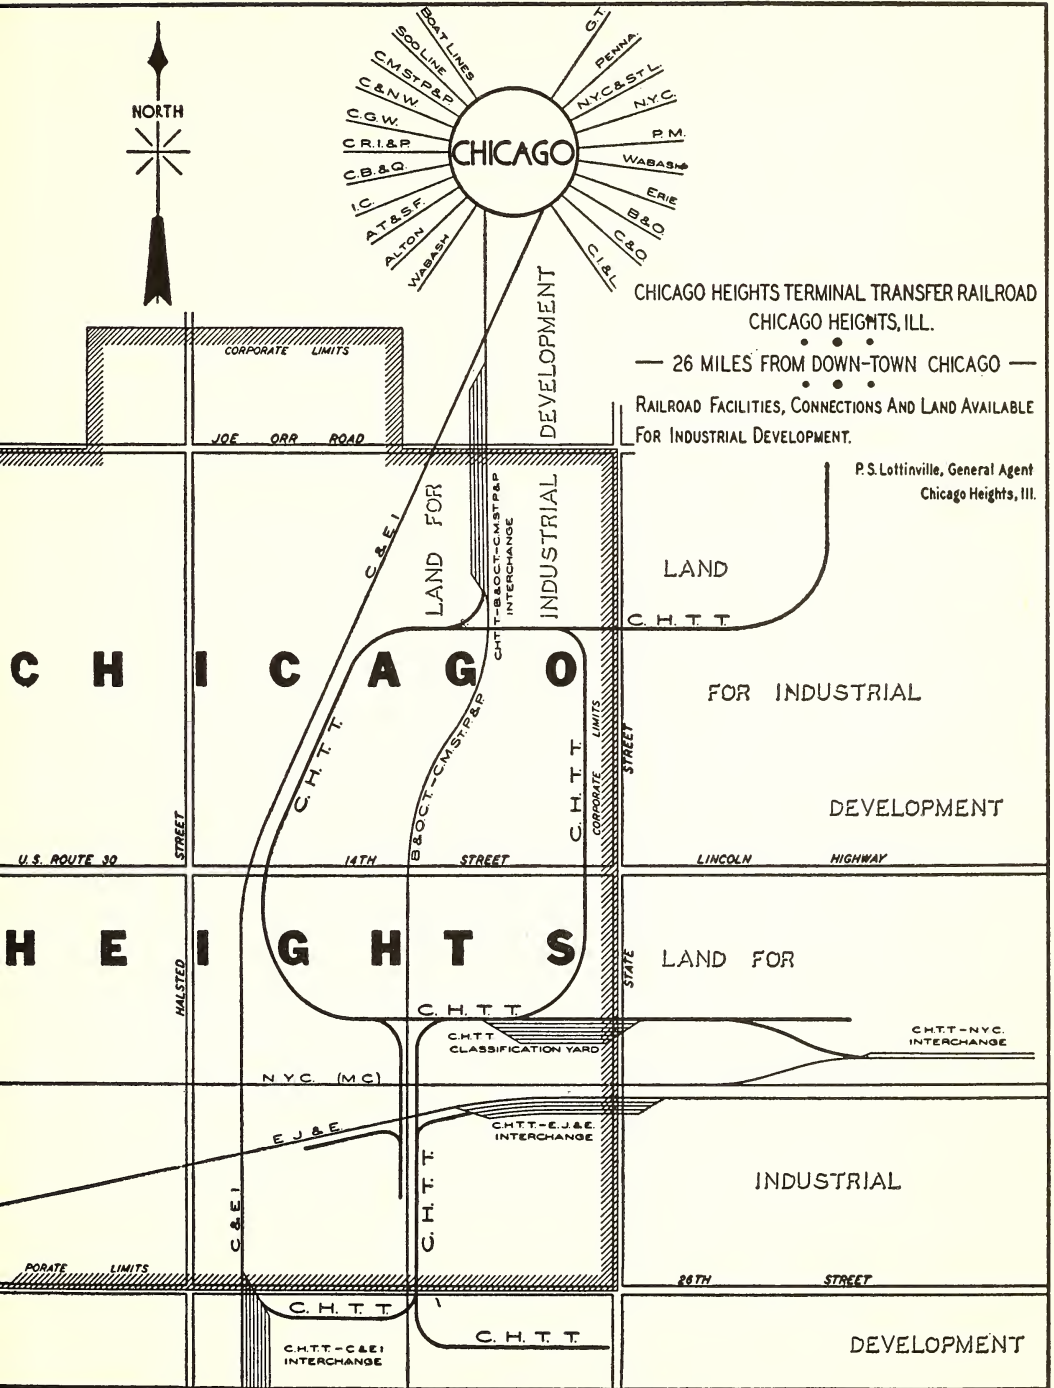 BOAT LINES
SOO LINE
C.M.ST.P.&P.
C.&N.W.
C.G.W.
C.R.I.&P.
C.B.&Q.
I.C.
A.T.&S.F.
ALTON
WABASH
CHICAGO
G.T.
PENNA.
N.Y.C.&ST.L.
N.Y.C.
P.M.
WABASH
ERIE
B.&O.
C.&O.
C.I.&L.
NORTH
CHICAGO HEIGHTS TERMINAL TRANSFER RAILROAD
CHICAGO HEIGHTS, ILL.
— 26 MILES FROM DOWN-TOWN CHICAGO —
RAILROAD FACILITIES, CONNECTIONS AND LAND AVAILABLE
FOR INDUSTRIAL DEVELOPMENT.
P.S. Lottinville, General Agent
Chicago Heights, Ill.
CORPORATE LIMITS
JOE ORR ROAD
LAND FOR
INDUSTRIAL DEVELOPMENT
C & E I
C.H.T.T.-B.&O.C.T.-C.M.ST.P.&P.
INTERCHANGE
LAND
C. H. T. T.
CHICAGO
FOR INDUSTRIAL
C. H. T. T.
B.&O.C.T.-C.M.ST.P.&P.
C. H. T. T.
CORPORATE LIMITS
STREET
DEVELOPMENT
STREET
U.S. ROUTE 30
14TH STREET
LINCOLN HIGHWAY
HEIGHTS
HALSTED
STATE
LAND FOR
C. H. T. T.
C.H.T.T
CLASSIFICATION YARD
C.H.T.T-N.Y.C.
INTERCHANGE
N.Y.C. (MC)
E J & E.
C.H.T.T.-E.J.&E.
INTERCHANGE
C. H. T. T.
C & E I
INDUSTRIAL
PORATE LIMITS
26TH STREET
C. H. T. T.
C. H. T. T.
C.H.T.T.-C&EI
INTERCHANGE
DEVELOPMENT